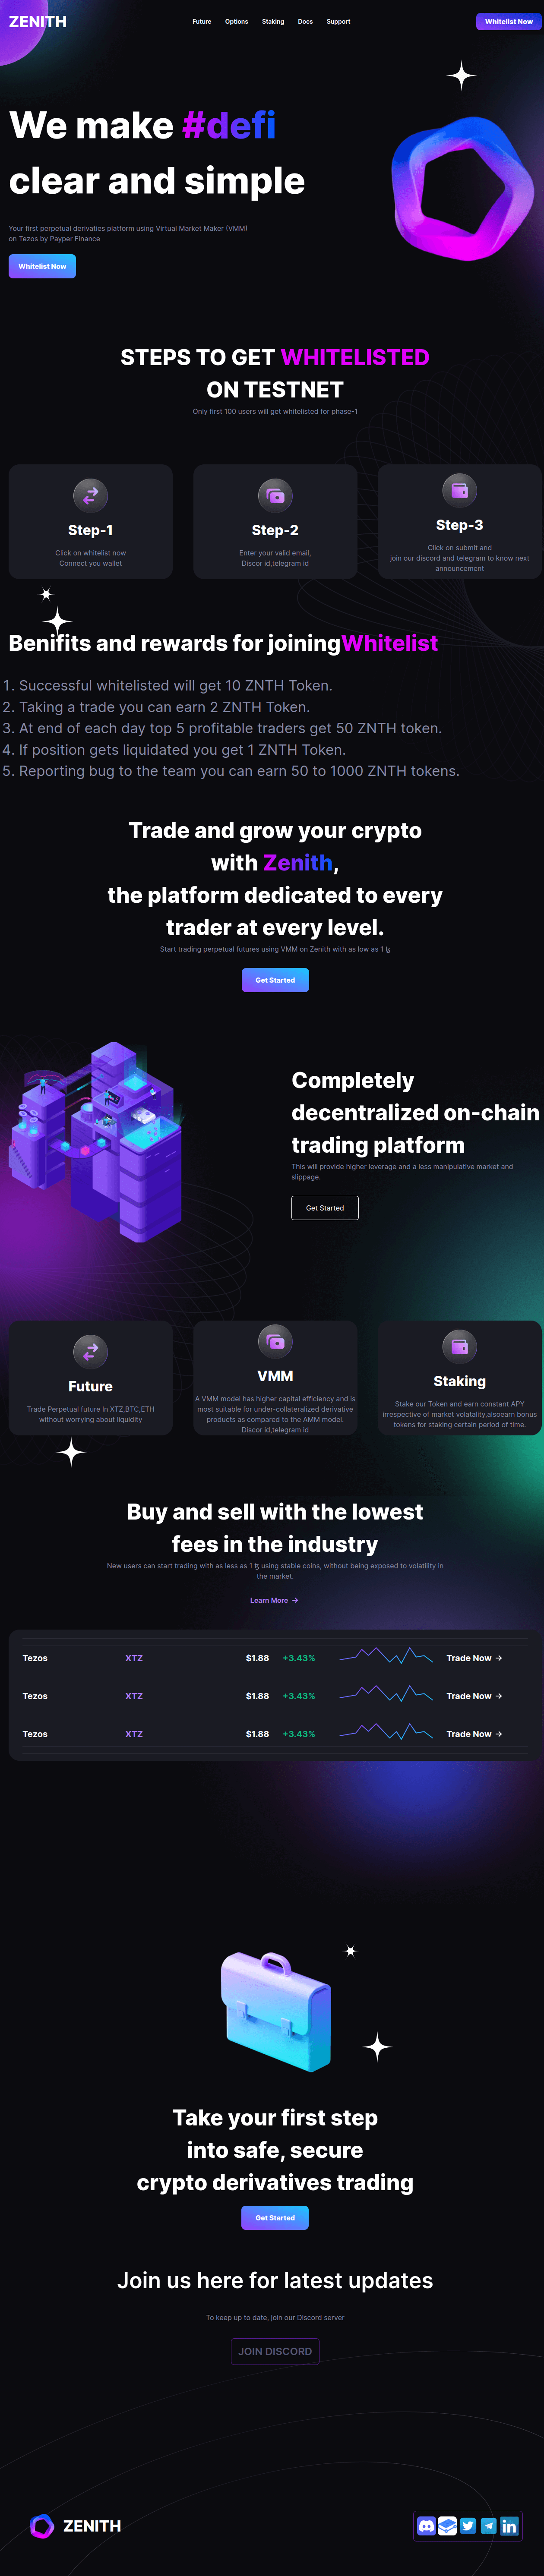 ZENITH
Future Options Staking Docs Support
Whitelist Now
We make #defi
clear and simple
Your first perpetual derivaties platform using Virtual Market Maker (VMM)
on Tezos by Payper Finance
Whitelist Now
STEPS TO GET WHITELISTED
ON TESTNET
Only first 100 users will get whitelisted for phase-1
Step-1
Click on whitelist now
Connect you wallet
Step-2
Enter your valid email,
Discor id,telegram id
Step-3
Click on submit and
join our discord and telegram to know next
announcement
Benifits and rewards for joiningWhitelist
1. Successful whitelisted will get 10 ZNTH Token.
2. Taking a trade you can earn 2 ZNTH Token.
3. At end of each day top 5 profitable traders get 50 ZNTH token.
4. If position gets liquidated you get 1 ZNTH Token.
5. Reporting bug to the team you can earn 50 to 1000 ZNTH tokens.
Trade and grow your crypto
with Zenith,
the platform dedicated to every
trader at every level.
Start trading perpetual futures using VMM on Zenith with as low as 1 ꜩ
Get Started
Completely
decentralized on-chain
trading platform
This will provide higher leverage and a less manipulative market and
slippage.
Get Started
Future
Trade Perpetual future In XTZ,BTC,ETH
without worrying about liquidity
VMM
A VMM model has higher capital efficiency and is
most suitable for under-collateralized derivative
products as compared to the AMM model.
Discor id,telegram id
Staking
Stake our Token and earn constant APY
irrespective of market volatality,alsoearn bonus
tokens for staking certain period of time.
Buy and sell with the lowest
fees in the industry
New users can start trading with as less as 1 ꜩ using stable coins, without being exposed to volatility in
the market.
Learn More →
Tezos XTZ $1.88 +3.43% Trade Now →
Tezos XTZ $1.88 +3.43% Trade Now →
Tezos XTZ $1.88 +3.43% Trade Now →
Take your first step
into safe, secure
crypto derivatives trading
Get Started
Join us here for latest updates
To keep up to date, join our Discord server
JOIN DISCORD
ZENITH
in